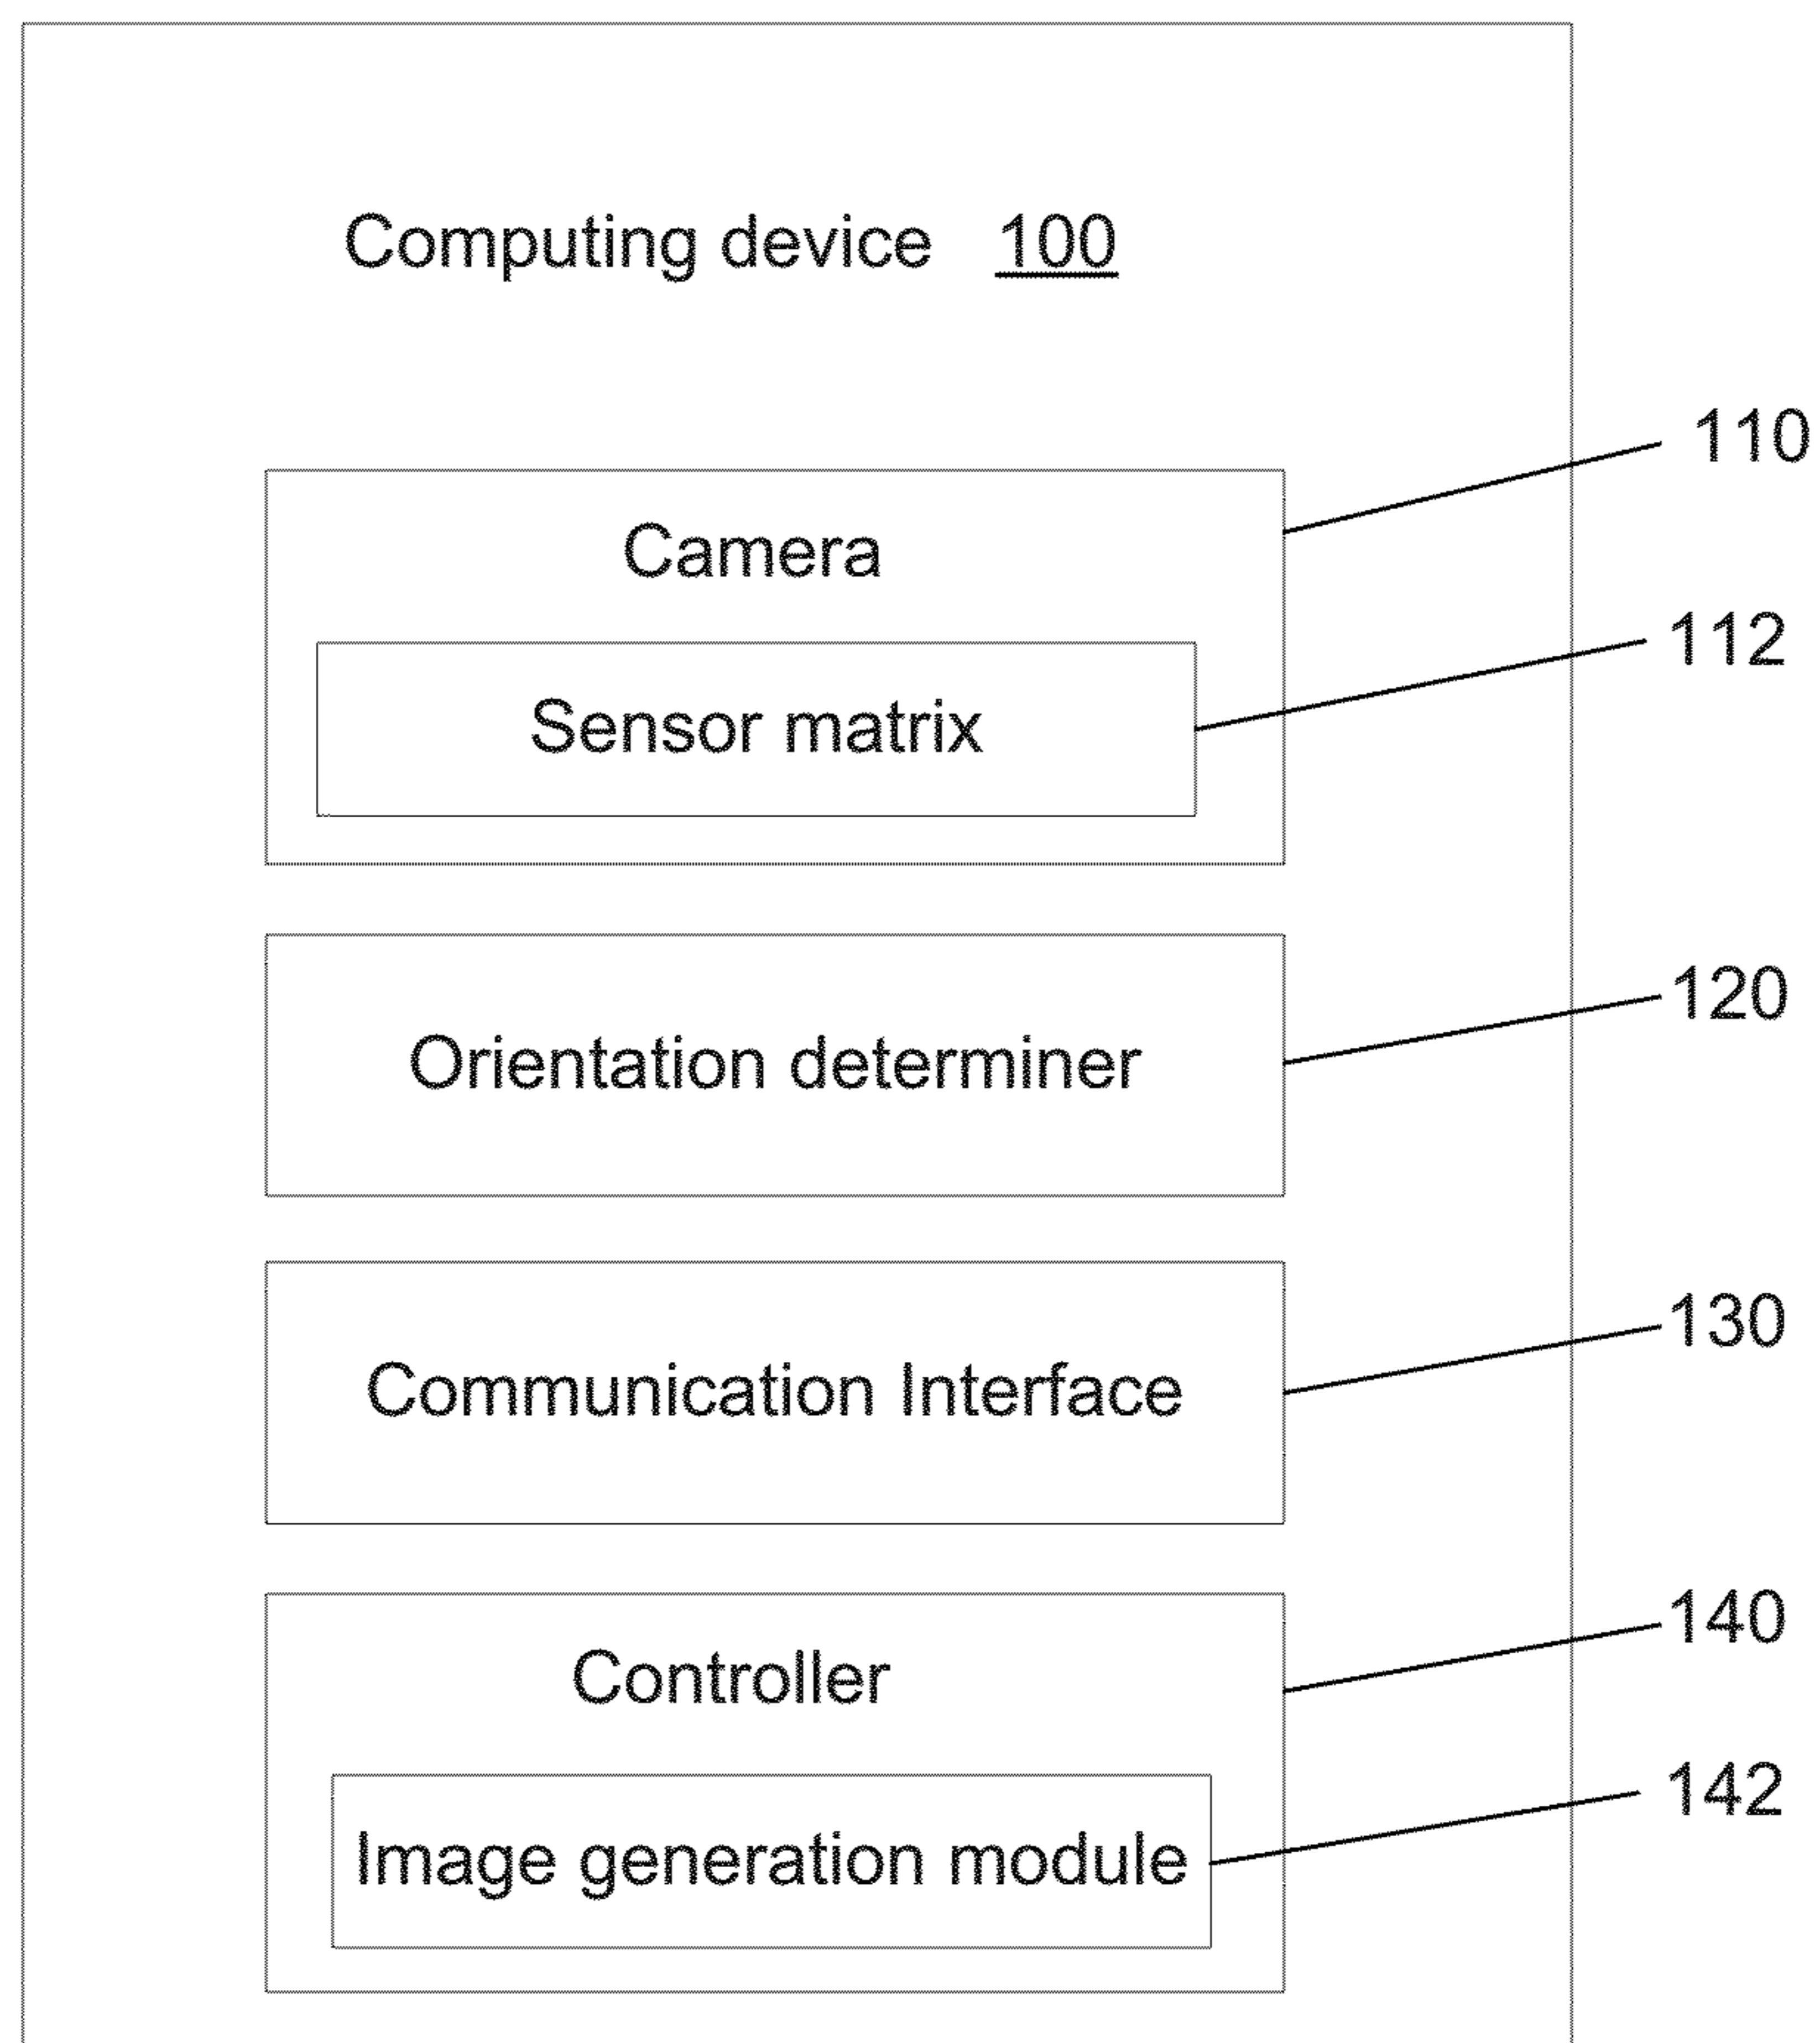 Computing device 100
110
Camera
112
Sensor matrix
120
Orientation determiner
130
Communication Interface
140
Controller
142
Image generation module